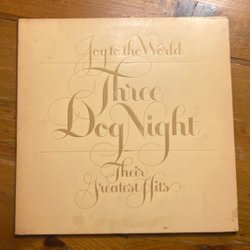 Joy to the World
Three
Dog Night
Their
Greatest Hits